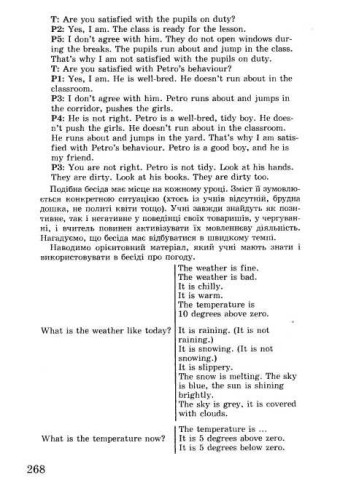 T: Are you satisfied with the pupils on duty?
P2: Yes, I am. The class is ready for the lesson.
P5: I don't agree with him. They do not open windows dur-
ing the breaks. The pupils run about and jump in the class.
That's why I am not satisfied with the pupils on duty.
T: Are you satisfied with Petro's behaviour?
P1: Yes, I am. He is well-bred. He doesn't run about in the
classroom.
P3: I don't agree with him. Petro runs about and jumps in
the corridor, pushes the girls.
P4: He is not right. Petro is a well-bred, tidy boy. He does-
n't push the girls. He doesn't run about in the classroom.
He runs about and jumps in the yard. That's why I am satis-
fied with Petro's behaviour. Petro is a good boy, and he is
my friend.
P3: You are not right. Petro is not tidy. Look at his hands.
They are dirty. Look at his books. They are dirty too.
Подібна бесіда має місце на кожному уроці. Зміст її зумовлю-
ється конкретною ситуацією (хтось із учнів відсутній, брудна
дошка, не политі квіти тощо). Учні завжди знайдуть як пози-
тивне, так і негативне у поведінці своїх товаришів, у чергуван-
ні, і вчитель повинен активізувати їх мовленнєву діяльність.
Нагадуємо, що бесіда має відбуватися в швидкому темпі.
Наводимо орієнтовний матеріал, який учні мають знати і
використовувати в бесіді про погоду.
The weather is fine.
The weather is bad.
It is chilly.
It is warm.
The temperature is
10 degrees above zero.
What is the weather like today? It is raining. (It is not
raining.)
It is snowing. (It is not
snowing.)
It is slippery.
The snow is melting. The sky
is blue, the sun is shining
brightly.
The sky is grey, it is covered
with clouds.
The temperature is ...
What is the temperature now? It is 5 degrees above zero.
It is 5 degrees below zero.
268